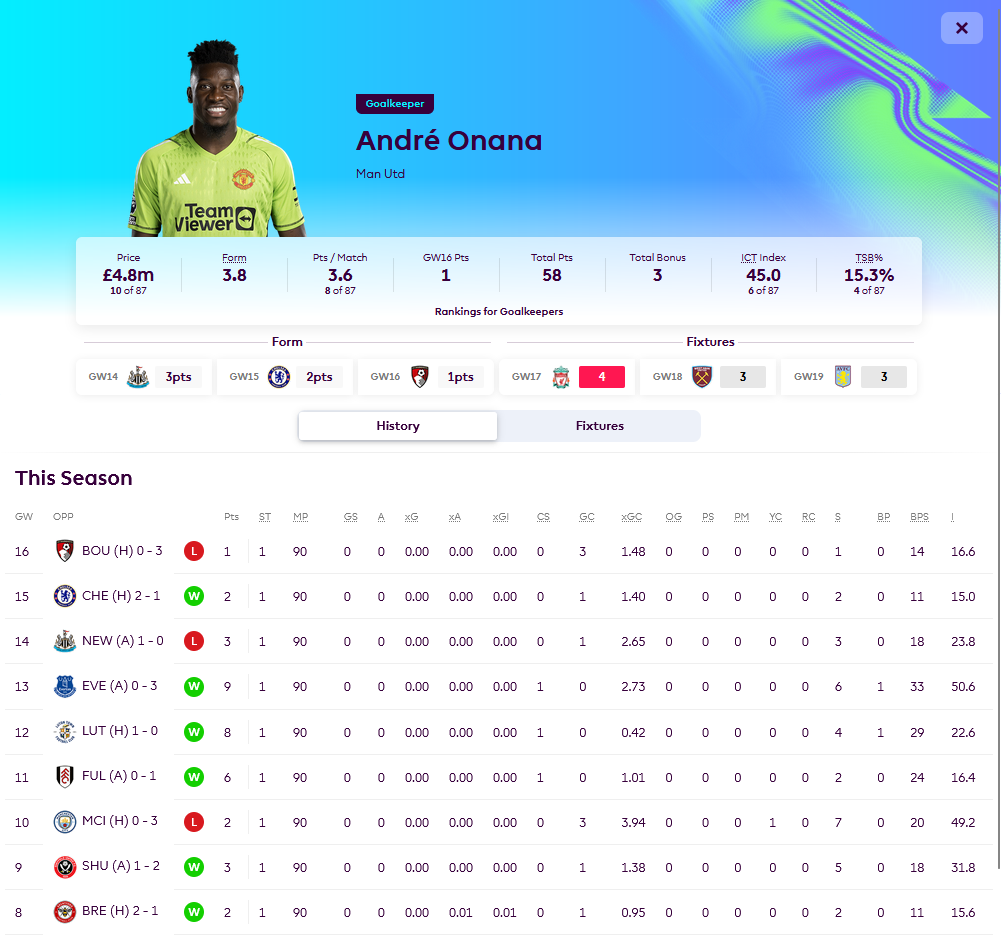 Goalkeeper
André Onana
Man Utd
TeamViewer
Price Form Pts / Match GW16 Pts Total Pts Total Bonus ICT Index TSB%
£4.8m 3.8 3.6 1 58 3 45.0 15.3%
10 of 87 8 of 87 6 of 87 4 of 87
Rankings for Goalkeepers
Form Fixtures
GW14 3pts GW15 2pts GW16 1pts GW17 4 GW18 3 GW19 3
History Fixtures
This Season
GW OPP Pts ST MP GS A xG xA xGI CS GC xGC OG PS PM YC RC S BP BPS I
16 BOU (H) 0 - 3 L 1 1 90 0 0 0.00 0.00 0.00 0 3 1.48 0 0 0 0 0 1 0 14 16.6
15 CHE (H) 2 - 1 W 2 1 90 0 0 0.00 0.00 0.00 0 1 1.40 0 0 0 0 0 2 0 11 15.0
14 NEW (A) 1 - 0 L 3 1 90 0 0 0.00 0.00 0.00 0 1 2.65 0 0 0 0 0 3 0 18 23.8
13 EVE (A) 0 - 3 W 9 1 90 0 0 0.00 0.00 0.00 1 0 2.73 0 0 0 0 0 6 1 33 50.6
12 LUT (H) 1 - 0 W 8 1 90 0 0 0.00 0.00 0.00 1 0 0.42 0 0 0 0 0 4 1 29 22.6
11 FUL (A) 0 - 1 W 6 1 90 0 0 0.00 0.00 0.00 1 0 1.01 0 0 0 0 0 2 0 24 16.4
10 MCI (H) 0 - 3 L 2 1 90 0 0 0.00 0.00 0.00 0 3 3.94 0 0 0 1 0 7 0 20 49.2
9 SHU (A) 1 - 2 W 3 1 90 0 0 0.00 0.00 0.00 0 1 1.38 0 0 0 0 0 5 0 18 31.8
8 BRE (H) 2 - 1 W 2 1 90 0 0 0.00 0.01 0.01 0 1 0.95 0 0 0 0 0 2 0 11 15.6